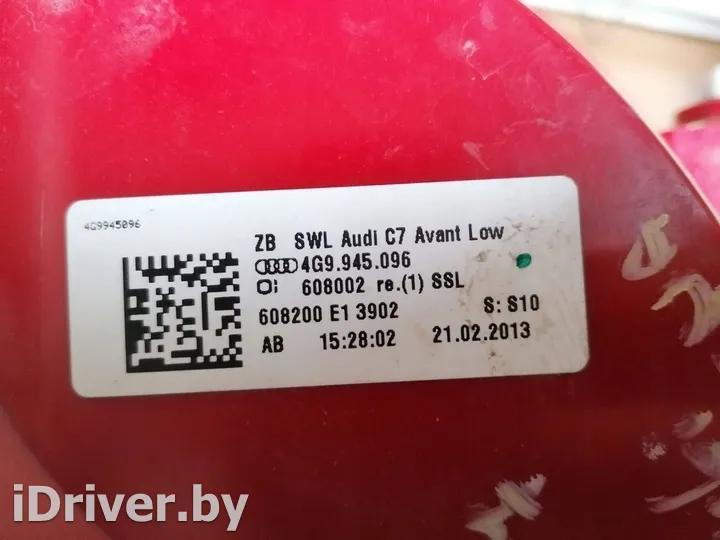 4G9945096
ZB SWL Audi C7 Avant Low
4G9.945.096
608002 re.(1) SSL
608200 E1 3902 S: S10
AB 15:28:02 21.02.2013
iDriver.by